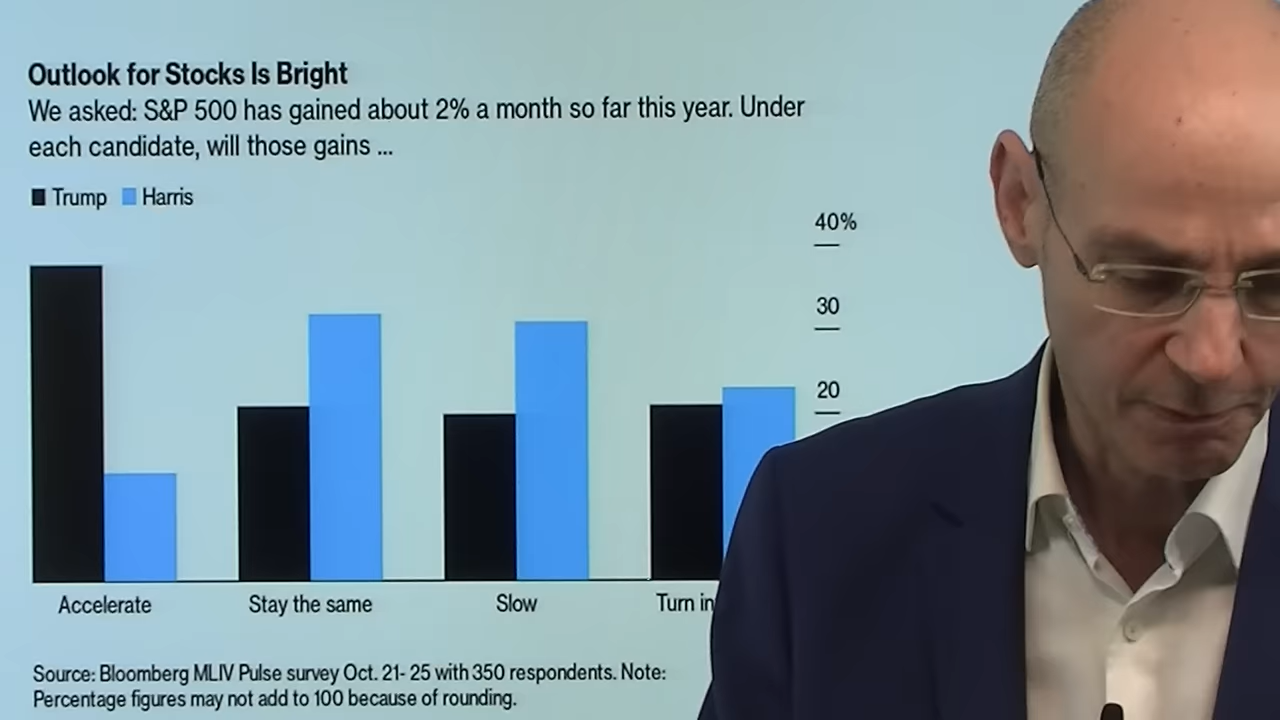 Outlook for Stocks Is Bright
We asked: S&P 500 has gained about 2% a month so far this year. Under
each candidate, will those gains ...
Trump Harris
40%
30
20
Accelerate Stay the same Slow Turn in
Source: Bloomberg MLIV Pulse survey Oct. 21- 25 with 350 respondents. Note:
Percentage figures may not add to 100 because of rounding.